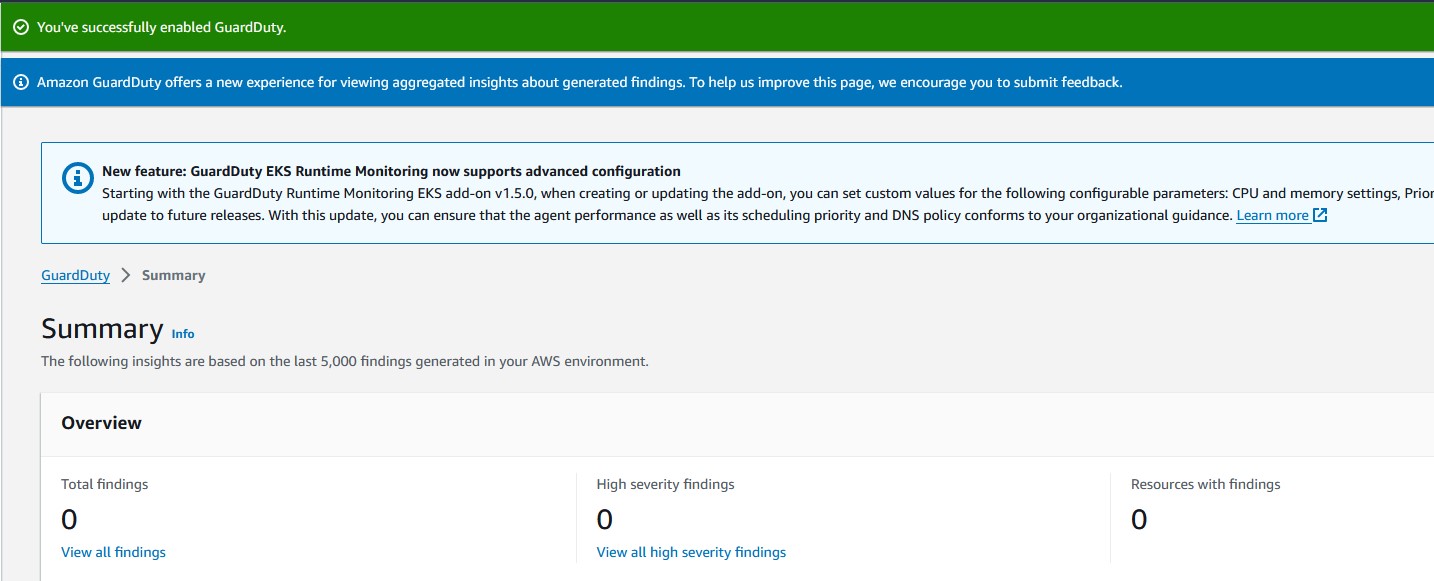 You've successfully enabled GuardDuty.
Amazon GuardDuty offers a new experience for viewing aggregated insights about generated findings. To help us improve this page, we encourage you to submit feedback.
New feature: GuardDuty EKS Runtime Monitoring now supports advanced configuration
Starting with the GuardDuty Runtime Monitoring EKS add-on v1.5.0, when creating or updating the add-on, you can set custom values for the following configurable parameters: CPU and memory settings, Prior
update to future releases. With this update, you can ensure that the agent performance as well as its scheduling priority and DNS policy conforms to your organizational guidance. Learn more
GuardDuty > Summary
Summary Info
The following insights are based on the last 5,000 findings generated in your AWS environment.
Overview
Total findings High severity findings Resources with findings
0 0 0
View all findings View all high severity findings